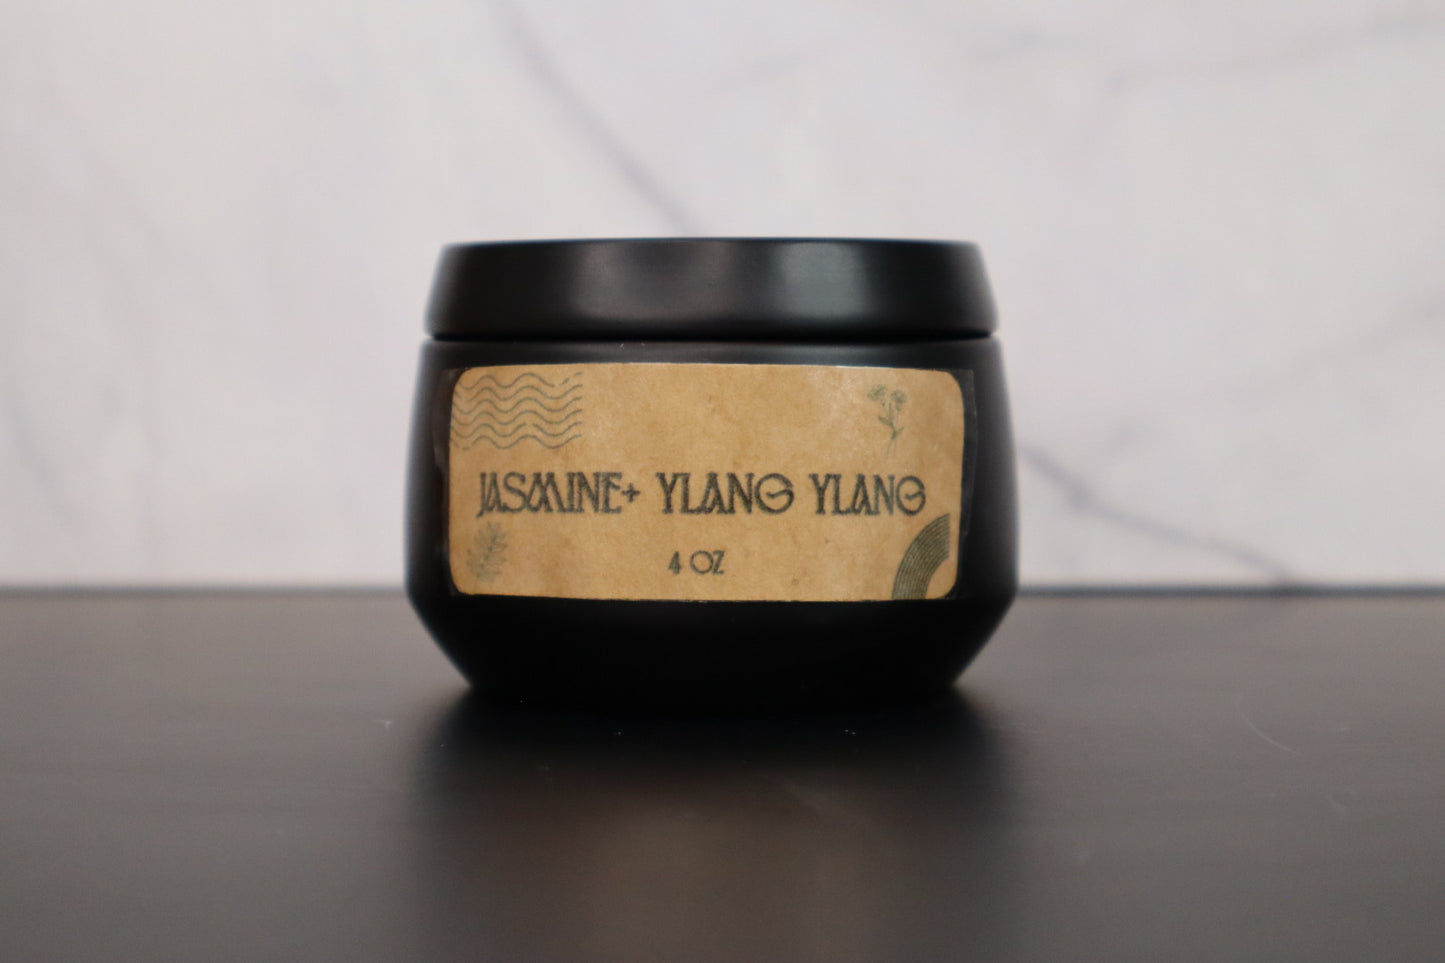 JASMINE+ YLANG YLANG
4 OZ